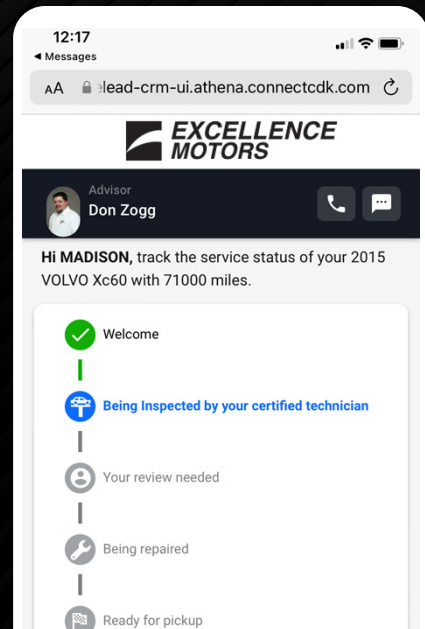 12:17
◀ Messages
AA elead-crm-ui.athena.connectcdk.com
EXCELLENCE
MOTORS
Advisor
Don Zogg
Hi MADISON, track the service status of your 2015
VOLVO Xc60 with 71000 miles.
Welcome
Being Inspected by your certified technician
Your review needed
Being repaired
Ready for pickup